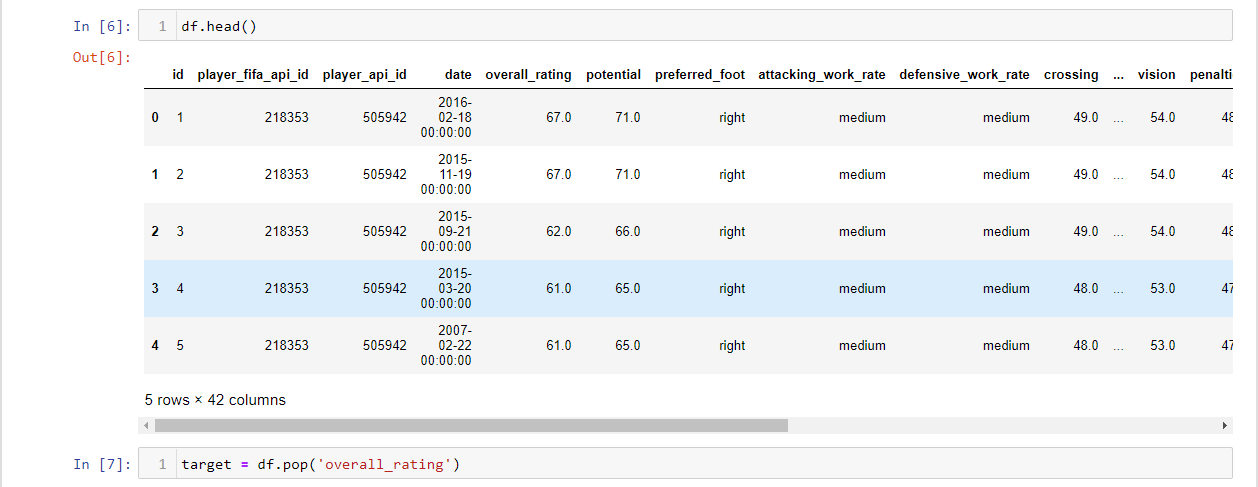 In [6]: 1 df.head()
Out[6]:
id player_fifa_api_id player_api_id date overall_rating potential preferred_foot attacking_work_rate defensive_work_rate crossing ... vision
0 1 218353 505942 2016-02-18 00:00:00 67.0 71.0 right medium medium 49.0 ... 54.0
1 2 218353 505942 2015-11-19 00:00:00 67.0 71.0 right medium medium 49.0 ... 54.0
2 3 218353 505942 2015-09-21 00:00:00 62.0 66.0 right medium medium 49.0 ... 54.0
3 4 218353 505942 2015-03-20 00:00:00 61.0 65.0 right medium medium 48.0 ... 53.0
4 5 218353 505942 2007-02-22 00:00:00 61.0 65.0 right medium medium 48.0 ... 53.0
5 rows × 42 columns
In [7]: 1 target = df.pop('overall_rating')